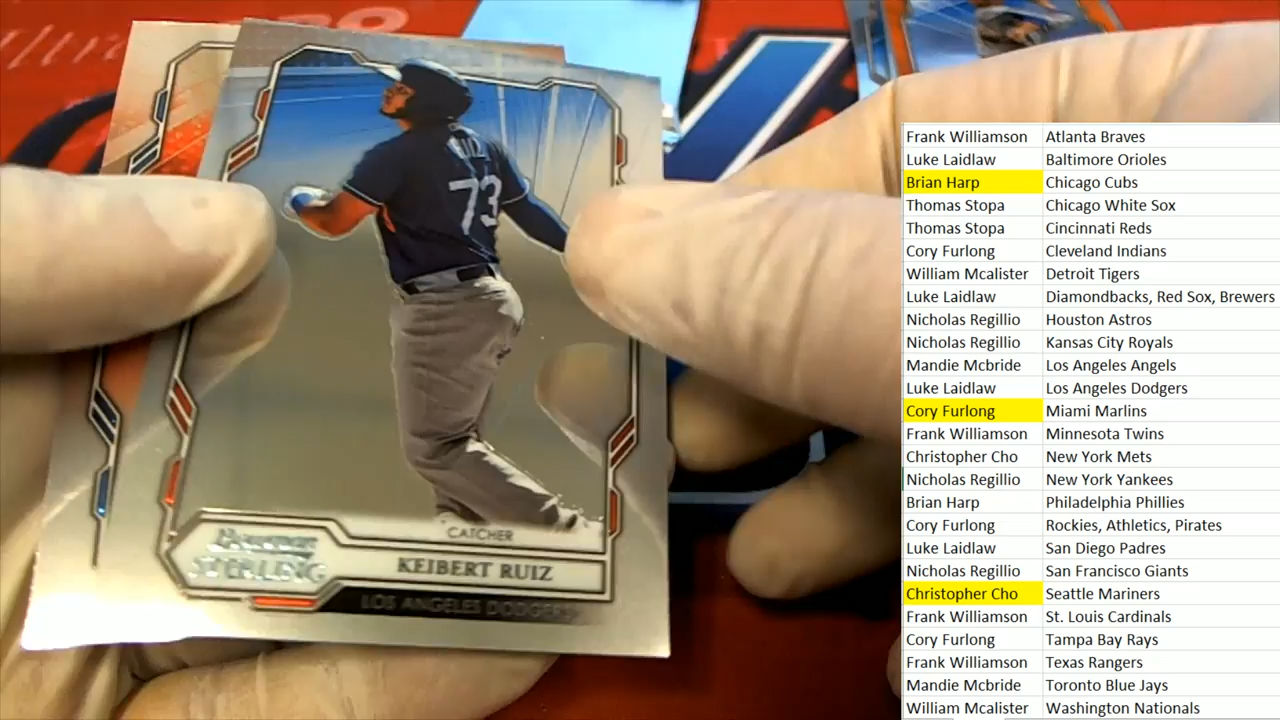 RUIZ
73
CATCHER
Bowman
STERLING
KEIBERT RUIZ
LOS ANGELES DODGERS
Frank Williamson Atlanta Braves
Luke Laidlaw Baltimore Orioles
Brian Harp Chicago Cubs
Thomas Stopa Chicago White Sox
Thomas Stopa Cincinnati Reds
Cory Furlong Cleveland Indians
William Mcalister Detroit Tigers
Luke Laidlaw Diamondbacks, Red Sox, Brewers
Nicholas Regillio Houston Astros
Nicholas Regillio Kansas City Royals
Mandie Mcbride Los Angeles Angels
Luke Laidlaw Los Angeles Dodgers
Cory Furlong Miami Marlins
Frank Williamson Minnesota Twins
Christopher Cho New York Mets
Nicholas Regillio New York Yankees
Brian Harp Philadelphia Phillies
Cory Furlong Rockies, Athletics, Pirates
Luke Laidlaw San Diego Padres
Nicholas Regillio San Francisco Giants
Christopher Cho Seattle Mariners
Frank Williamson St. Louis Cardinals
Cory Furlong Tampa Bay Rays
Frank Williamson Texas Rangers
Mandie Mcbride Toronto Blue Jays
William Mcalister Washington Nationals